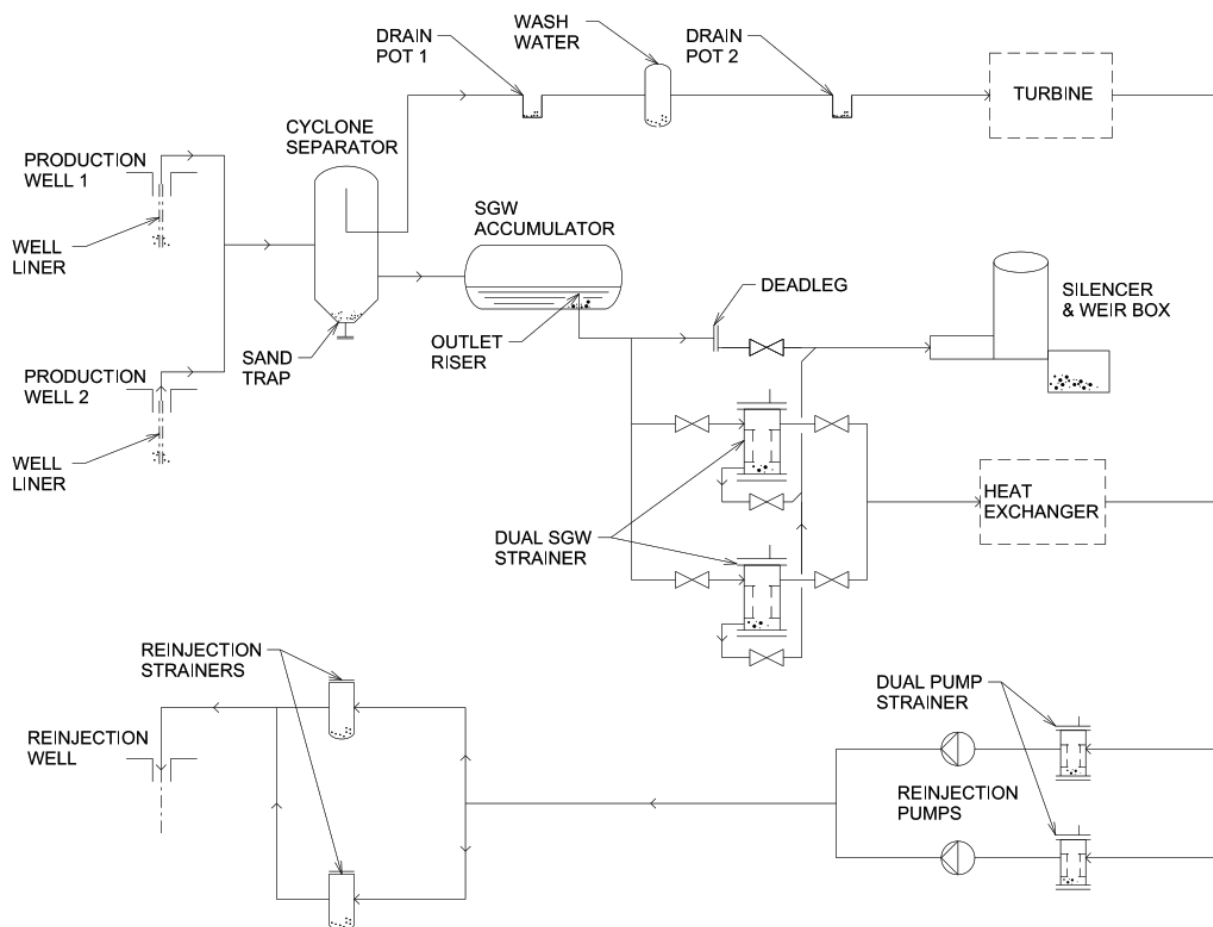 DRAIN
POT 1
WASH
WATER
DRAIN
POT 2
TURBINE
CYCLONE
SEPARATOR
PRODUCTION
WELL 1
WELL
LINER
SGW
ACCUMULATOR
DEADLEG
SILENCER
& WEIR BOX
OUTLET
RISER
SAND
TRAP
PRODUCTION
WELL 2
WELL
LINER
HEAT
EXCHANGER
DUAL SGW
STRAINER
REINJECTION
STRAINERS
DUAL PUMP
STRAINER
REINJECTION
WELL
REINJECTION
PUMPS